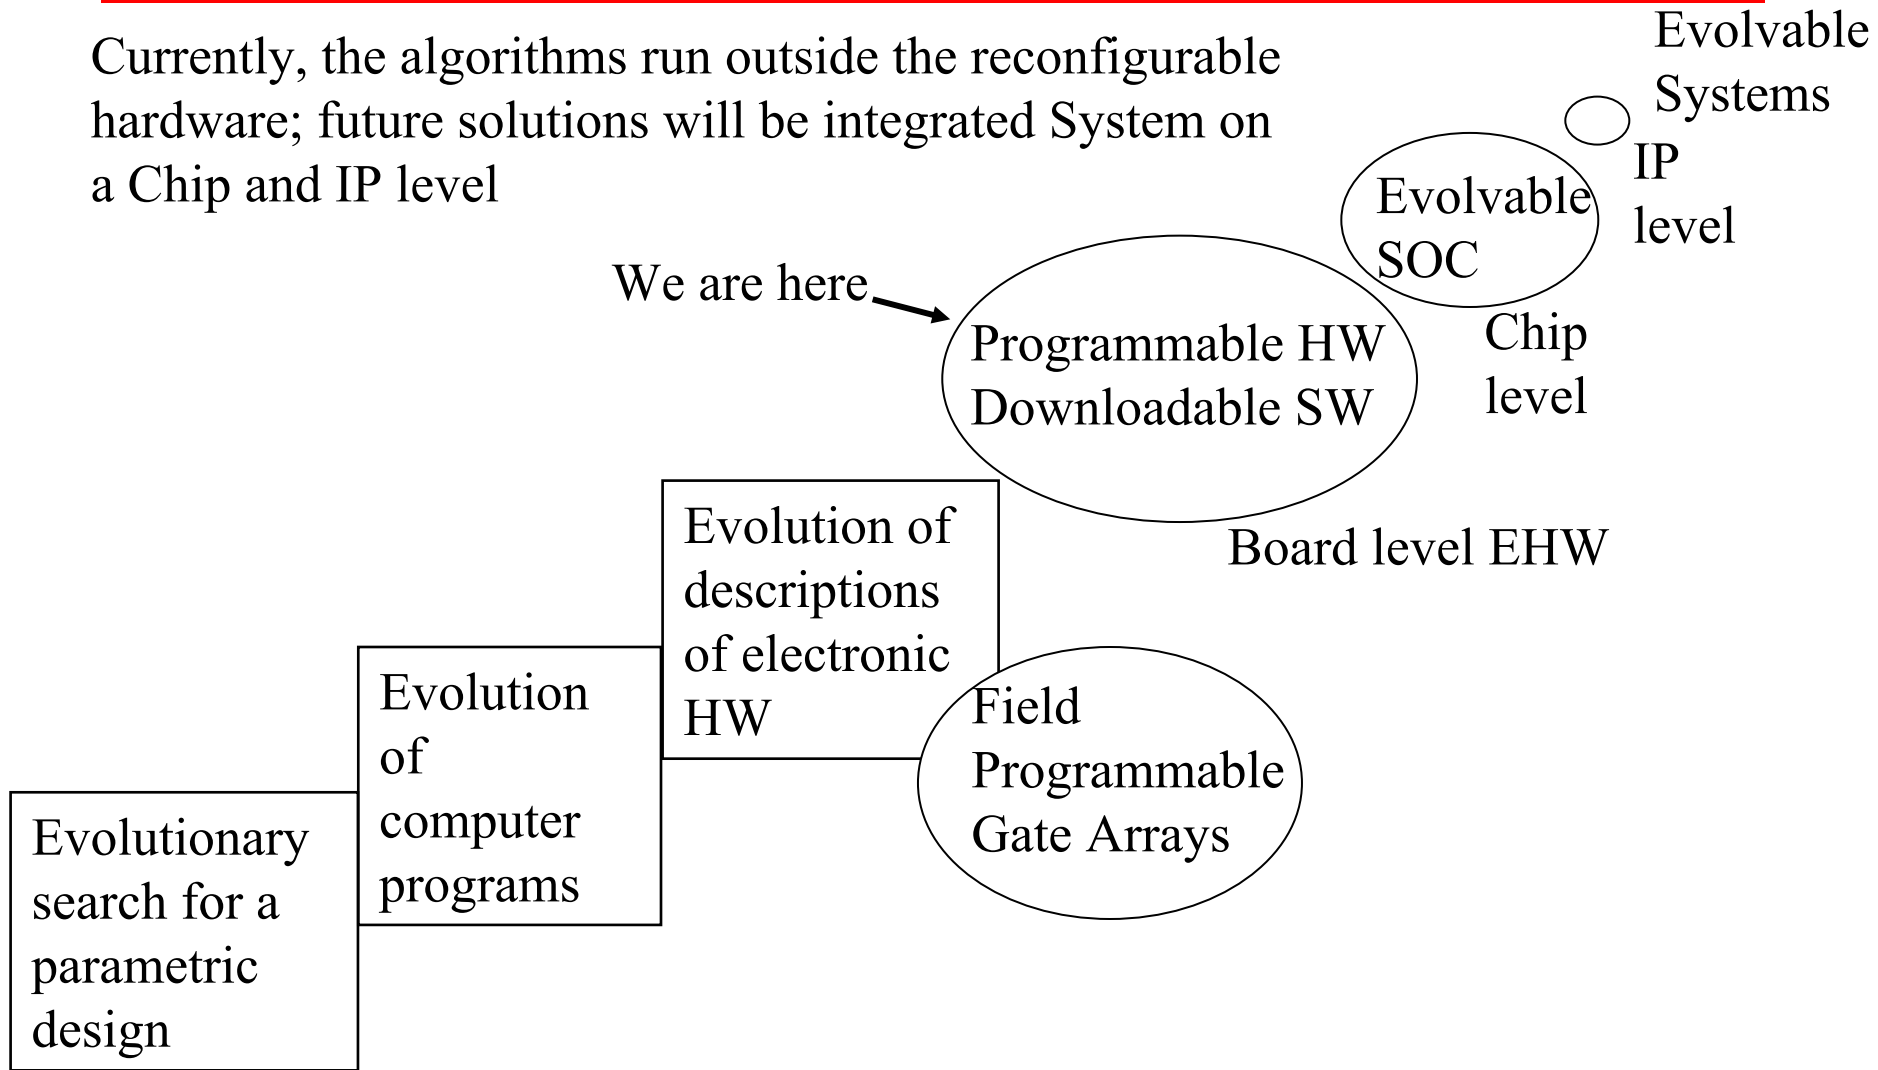 Currently, the algorithms run outside the reconfigurable
hardware; future solutions will be integrated System on
a Chip and IP level
Evolvable
Systems
IP
level
Evolvable
SOC
Chip
level
We are here
Programmable HW
Downloadable SW
Board level EHW
Evolution of
descriptions
of electronic
HW
Field
Programmable
Gate Arrays
Evolution
of
computer
programs
Evolutionary
search for a
parametric
design